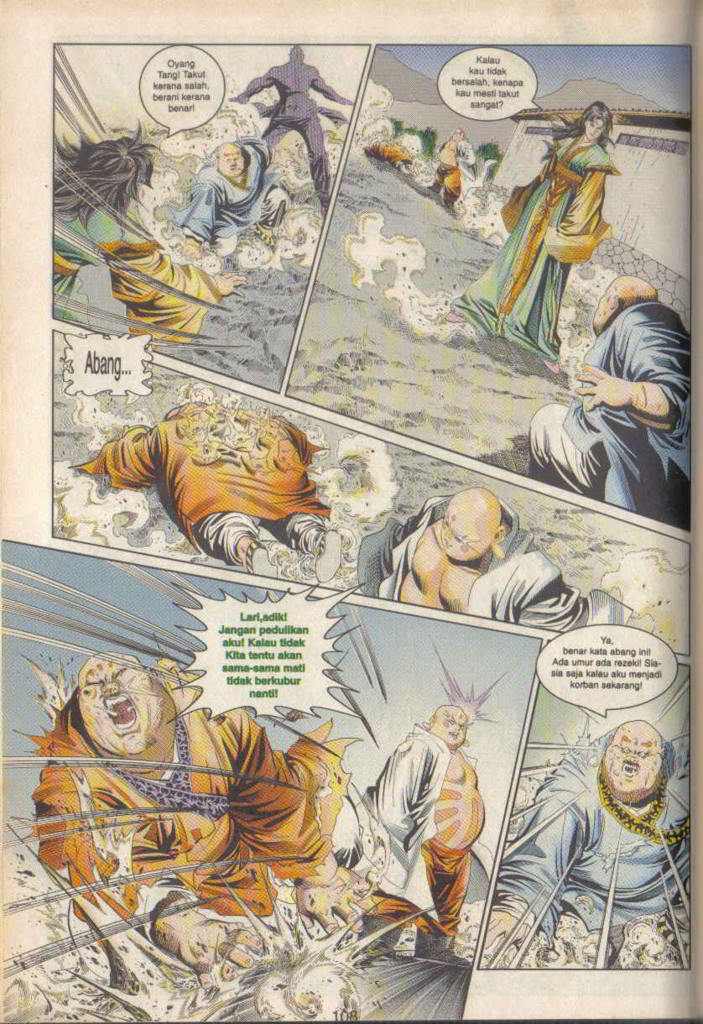 Oyang
Tang! Takut
kerana salah,
berani kerana
benar!
Kalau
kau tidak
bersalah, kenapa
kau mesti takut
sangat?
Abang...
Lari,adik!
Jangan pedulikan
aku! Kalau tidak
Kita tentu akan
sama-sama mati
tidak berkubur
nanti!
Ya,
benar kata abang ini!
Ada umur ada rezeki! Sia-
sia saja kalau aku menjadi
korban sekarang!
108